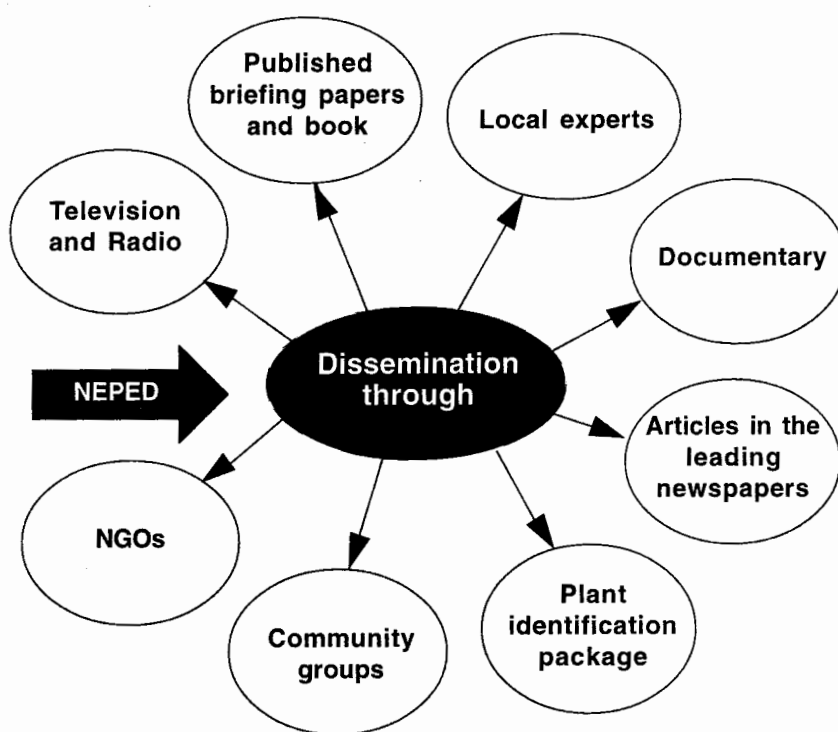 Published
briefing papers
and book
Local experts
Television
and Radio
Documentary
Dissemination
through
NEPED
Articles in the
leading
newspapers
NGOs
Plant
identification
package
Community
groups